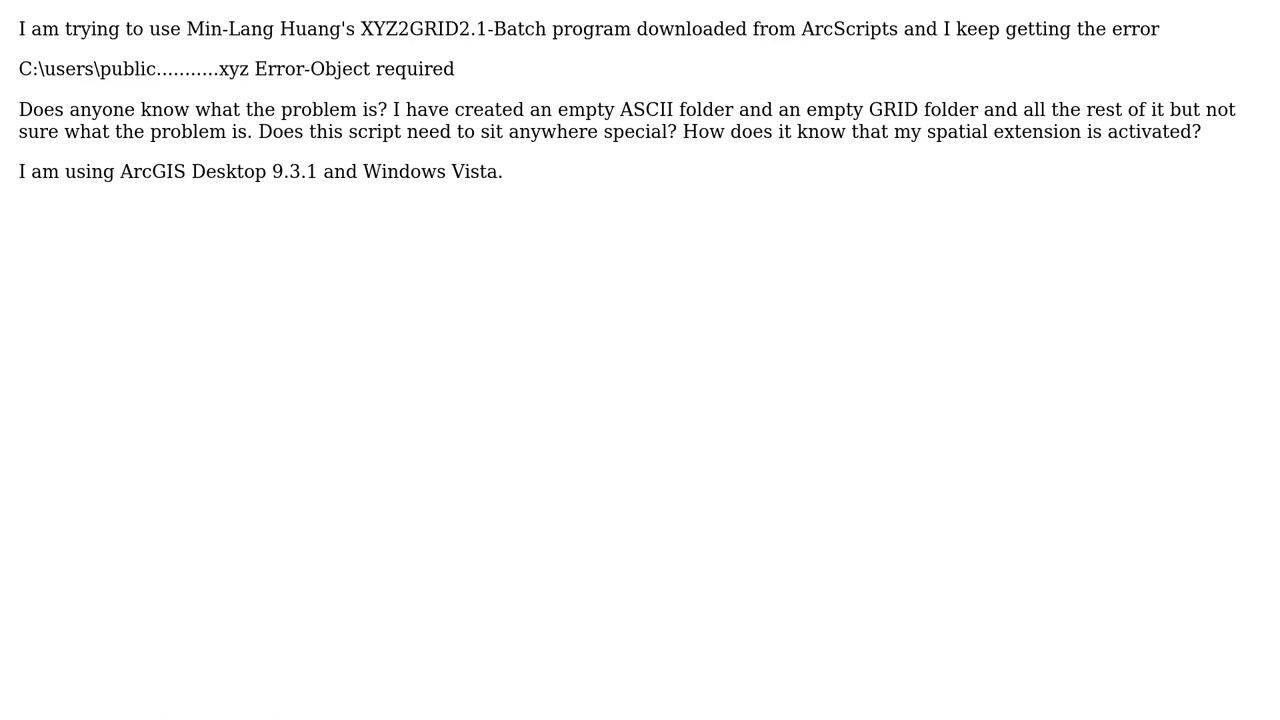 I am trying to use Min-Lang Huang's XYZ2GRID2.1-Batch program downloaded from ArcScripts and I keep getting the error
C:\users\public...........xyz Error-Object required
Does anyone know what the problem is? I have created an empty ASCII folder and an empty GRID folder and all the rest of it but not
sure what the problem is. Does this script need to sit anywhere special? How does it know that my spatial extension is activated?
I am using ArcGIS Desktop 9.3.1 and Windows Vista.